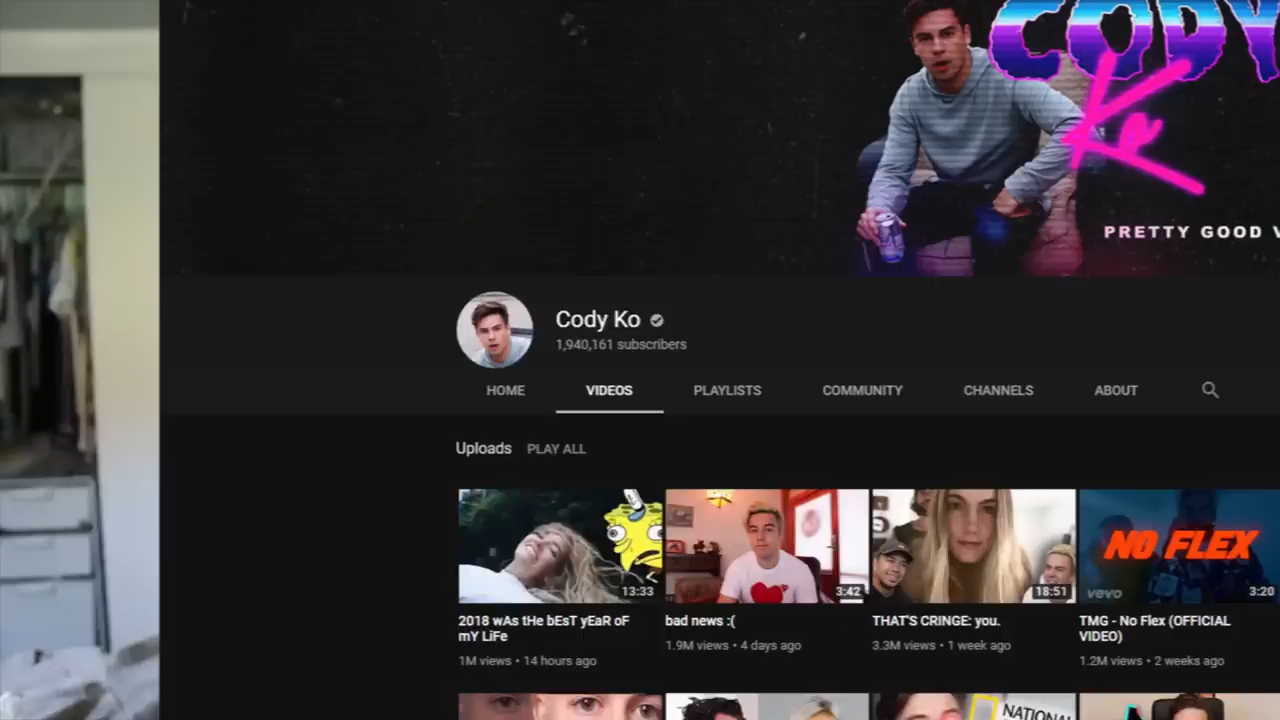 CODY
Ko
PRETTY GOOD V
Cody Ko
1,940,161 subscribers
HOME VIDEOS PLAYLISTS COMMUNITY CHANNELS ABOUT
Uploads PLAY ALL
NO FLEX
vevo
13:33 3:42 18:51 3:20
2018 wAs tHe bEsT yEaR oF mY LiFe
1M views • 14 hours ago
bad news :(
1.9M views • 4 days ago
THAT'S CRINGE: you.
3.3M views • 1 week ago
TMG - No Flex (OFFICIAL VIDEO)
1.2M views • 2 weeks ago
NATIONAL